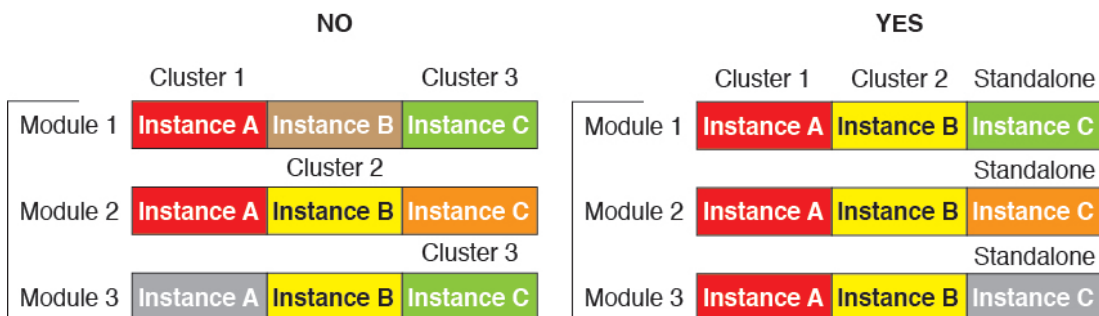 NO
Cluster 1 Cluster 3
Module 1 Instance A Instance B Instance C
Cluster 2
Module 2 Instance A Instance B Instance C
Cluster 3
Module 3 Instance A Instance B Instance C
YES
Cluster 1 Cluster 2 Standalone
Module 1 Instance A Instance B Instance C
Standalone
Module 2 Instance A Instance B Instance C
Standalone
Module 3 Instance A Instance B Instance C